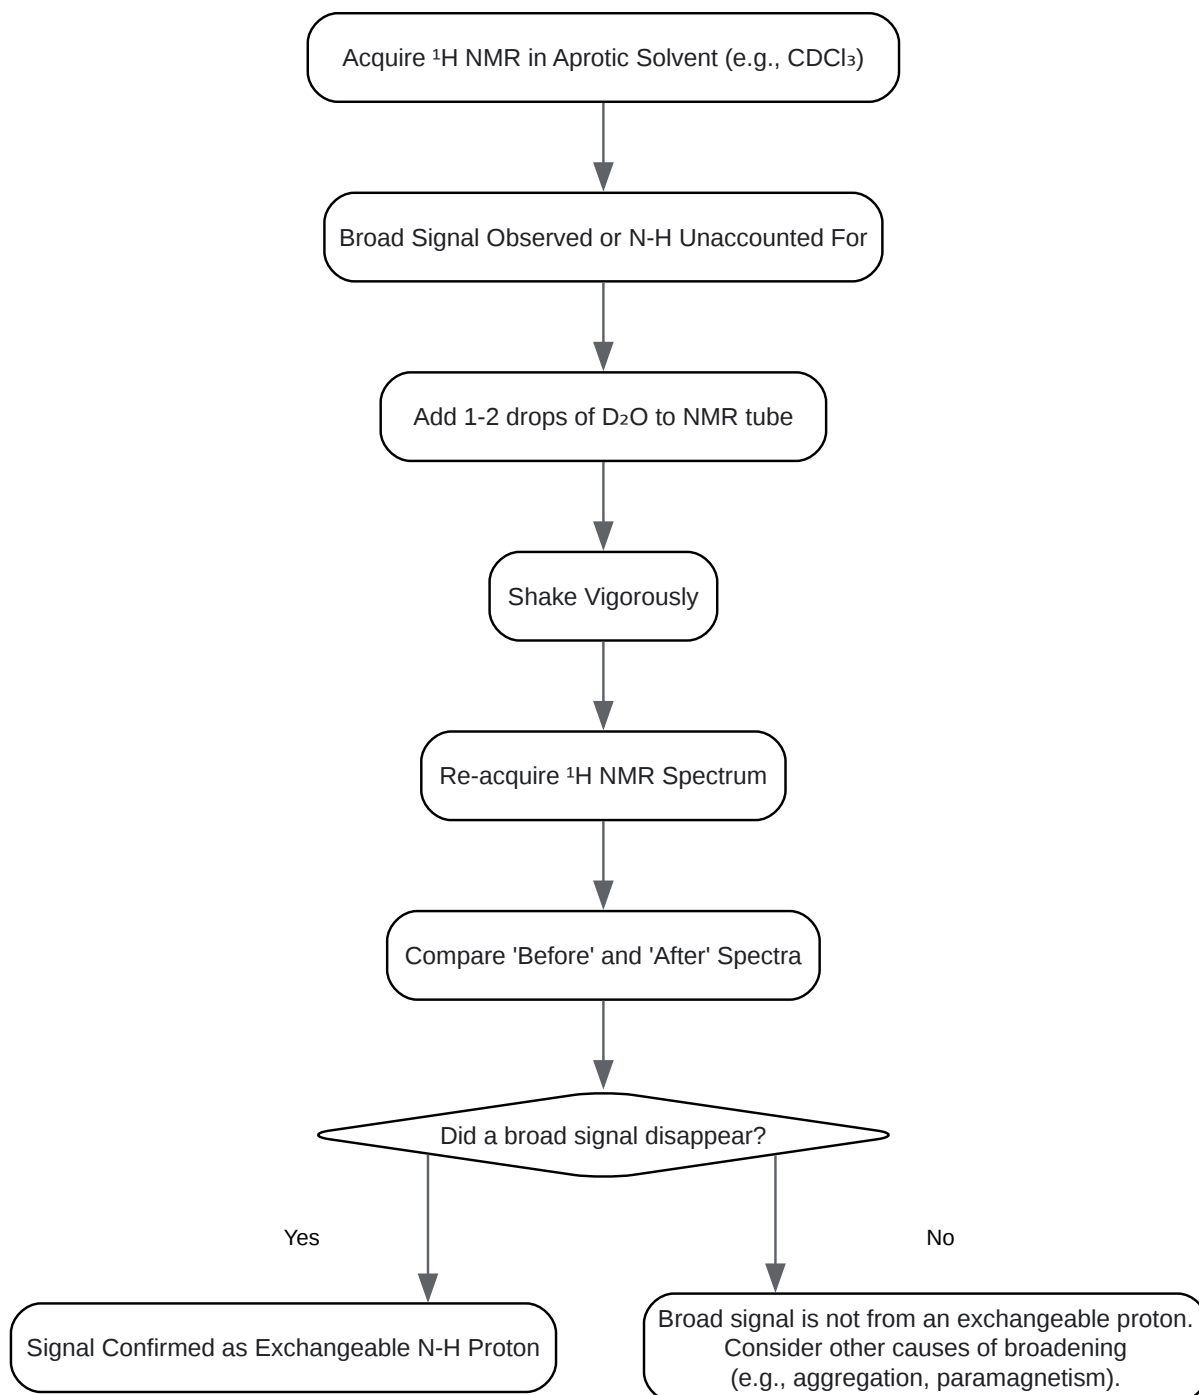 Acquire ¹H NMR in Aprotic Solvent (e.g., CDCl₃)
Broad Signal Observed or N-H Unaccounted For
Add 1-2 drops of D₂O to NMR tube
Shake Vigorously
Re-acquire ¹H NMR Spectrum
Compare 'Before' and 'After' Spectra
Did a broad signal disappear?
Yes
No
Signal Confirmed as Exchangeable N-H Proton
Broad signal is not from an exchangeable proton.
Consider other causes of broadening
(e.g., aggregation, paramagnetism).